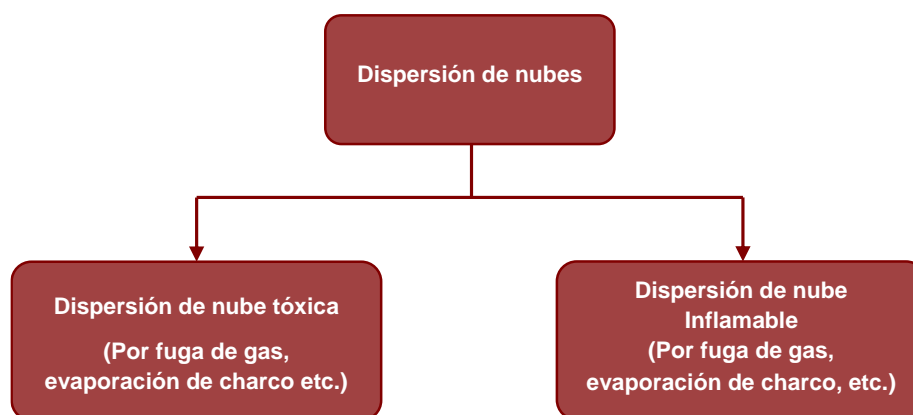 Dispersión de nubes
Dispersión de nube tóxica
(Por fuga de gas,
evaporación de charco etc.)
Dispersión de nube
Inflamable
(Por fuga de gas,
evaporación de charco, etc.)